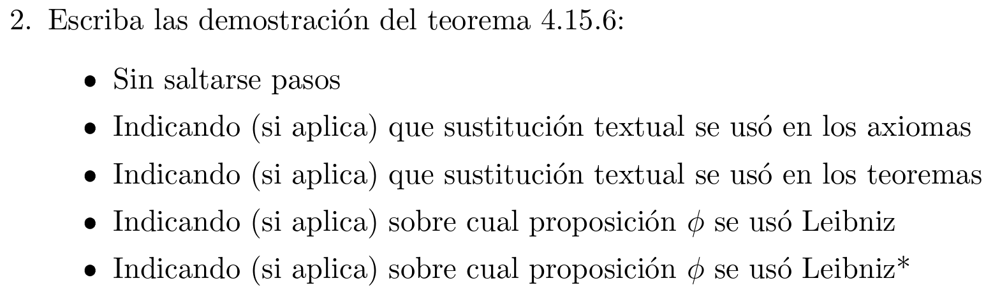 2. Escriba las demostración del teorema 4.15.6:
• Sin saltarse pasos
• Indicando (si aplica) que sustitución textual se usó en los axiomas
• Indicando (si aplica) que sustitución textual se usó en los teoremas
• Indicando (si aplica) sobre cual proposición ϕ se usó Leibniz
• Indicando (si aplica) sobre cual proposición ϕ se usó Leibniz*